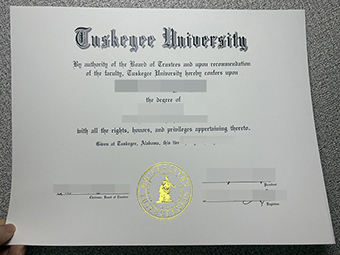 Tuskegee University
By authority of the Board of Trustees and upon recommendation
of the faculty, Tuskegee University hereby confers upon
the degree of
with all the rights, honors, and privileges appertaining thereto.
Given at Tuskegee, Alabama, this
Chairman, Board of Trustees
President
Registrar